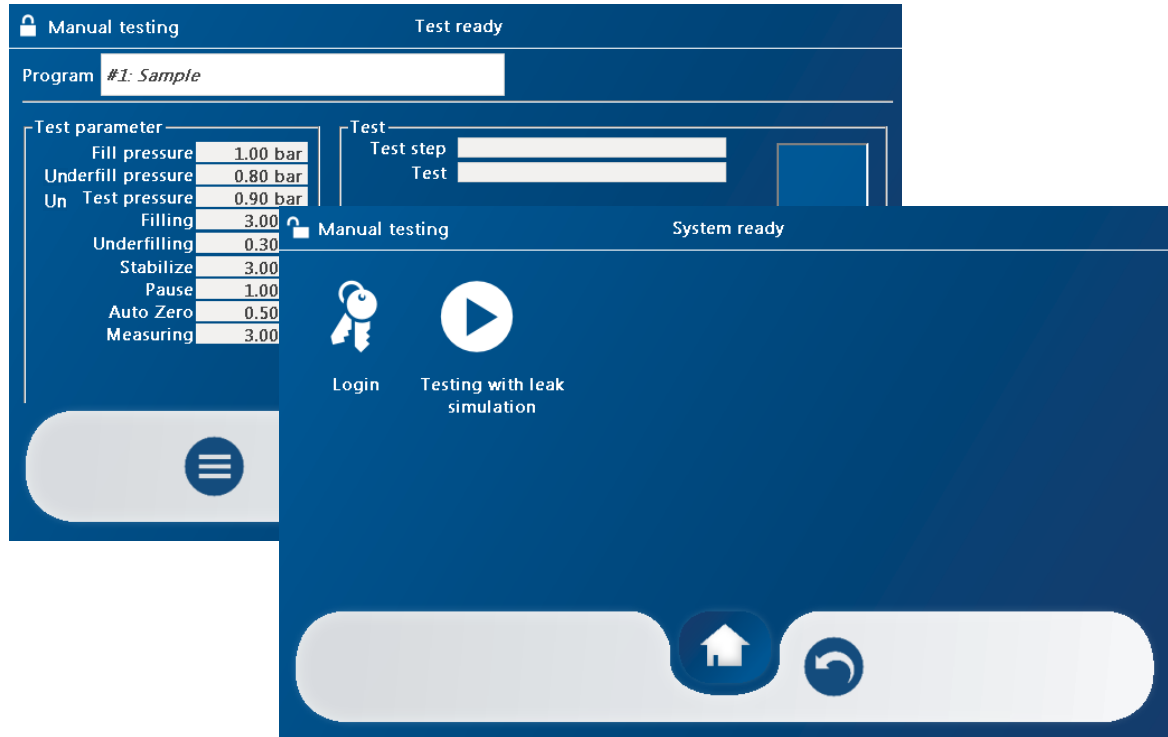 Manual testing Test ready
Program #1: Sample
Test parameter
Fill pressure 1.00 bar
Underfill pressure 0.80 bar
Un Test pressure 0.90 bar
Filling 3.00
Underfilling 0.30
Stabilize 3.00
Pause 1.00
Auto Zero 0.50
Measuring 3.00
Test
Test step
Test
Manual testing System ready
Login
Testing with leak
simulation